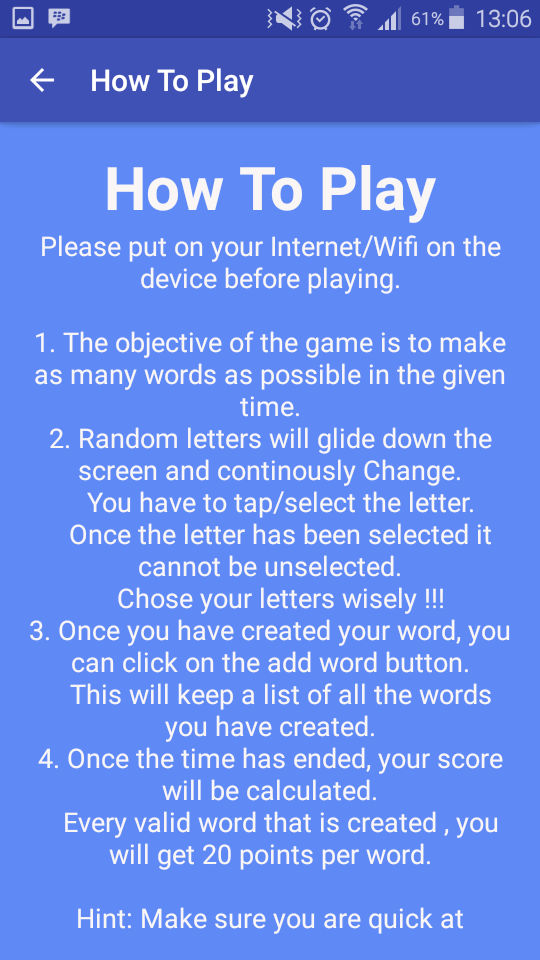 61% 13:06
How To Play
How To Play
Please put on your Internet/Wifi on the
device before playing.
1. The objective of the game is to make
as many words as possible in the given
time.
2. Random letters will glide down the
screen and continously Change.
You have to tap/select the letter.
Once the letter has been selected it
cannot be unselected.
Chose your letters wisely !!!
3. Once you have created your word, you
can click on the add word button.
This will keep a list of all the words
you have created.
4. Once the time has ended, your score
will be calculated.
Every valid word that is created , you
will get 20 points per word.
Hint: Make sure you are quick at